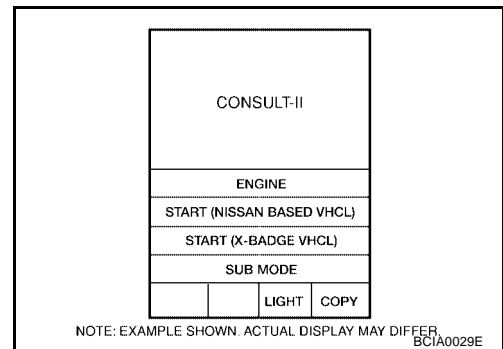 CONSULT-II
ENGINE
START (NISSAN BASED VHCL)
START (X-BADGE VHCL)
SUB MODE
LIGHT COPY
NOTE: EXAMPLE SHOWN. ACTUAL DISPLAY MAY DIFFER.
BCIA0029E